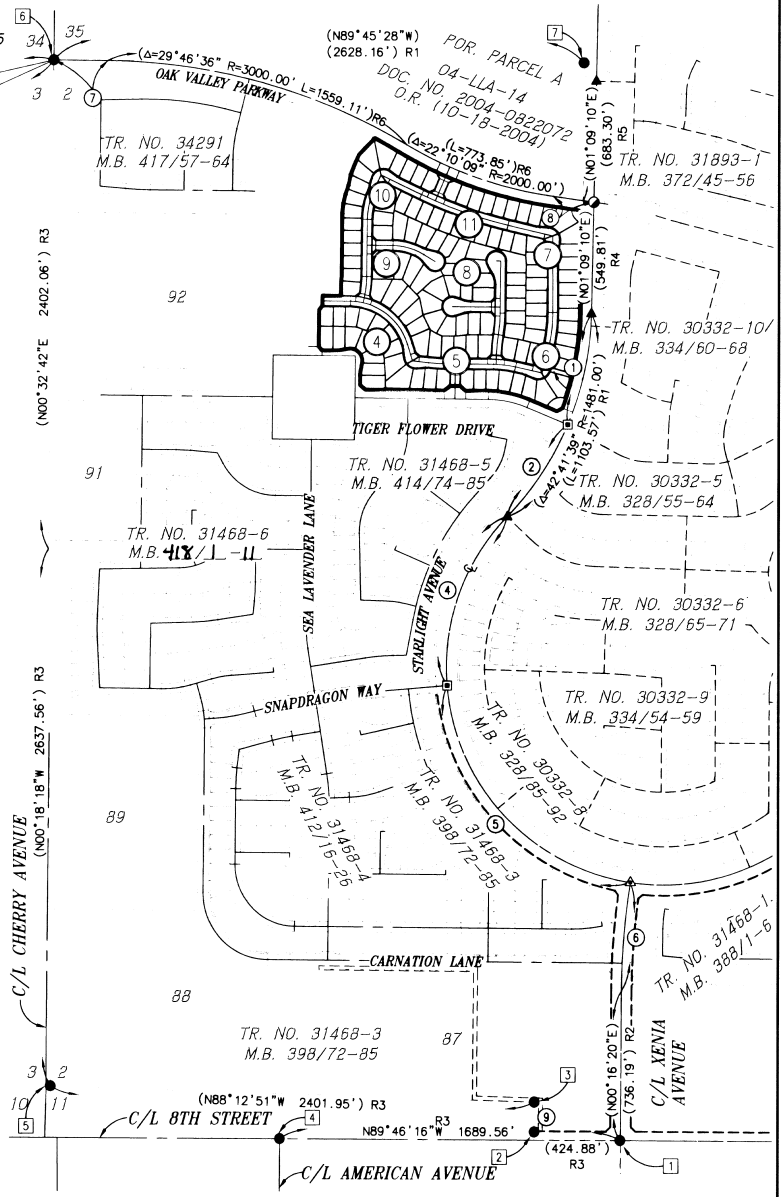 6
34 35
3 2
7
(Δ=29°46'36" R=3000.00' L=1559.11')R6
OAK VALLEY PARKWAY
(N89°45'28"W)
(2628.16') R1
POR. PARCEL A
04-LLA-14
DOC. NO. 2004-0822072
O.R. (10-18-2004)
7
(L=773.85')R6
(Δ=22°10'09" R=2000.00')
(N01°09'10"E)
(683.30')
R5
TR. NO. 34291
M.B. 417/57-64
TR. NO. 31893-1
M.B. 372/45-56
8
10
11
7
9
8
(N01°09'10"E)
(549.81')
R4
(N00°32'42"E 2402.06') R3
92
4
5
6
1
TR. NO. 30332-10/
M.B. 334/60-68
TIGER FLOWER DRIVE
(Δ=42°41'39" R=1481.00')
(L=1103.57') R1
2
TR. NO. 31468-5
M.B. 414/74-85
TR. NO. 30332-5
M.B. 328/55-64
91
TR. NO. 31468-6
M.B. 418/1-11
SEA LAVENDER LANE
STARLIGHT AVENUE
4
TR. NO. 30332-6
M.B. 328/65-71
SNAPDRAGON WAY
TR. NO. 30332-9
M.B. 334/54-59
TR. NO. 30332-8
M.B. 328/85-92
(N00°18'18"W 2637.56') R3
89
TR. NO. 31468-4
M.B. 412/16-26
TR. NO. 31468-3
M.B. 398/72-85
5
C/L CHERRY AVENUE
6
TR. NO. 31468-1
M.B. 388/1-6
CARNATION LANE
88
TR. NO. 31468-3
M.B. 398/72-85
87
(N00°16'20"E)
(736.19') R2
C/L XENIA
AVENUE
3 2
10 11
5
3
9
(N88°12'51"W 2401.95') R3
4
C/L 8TH STREET
R3
N89°46'16"W 1689.56'
2
(424.88')
R3
1
C/L AMERICAN AVENUE